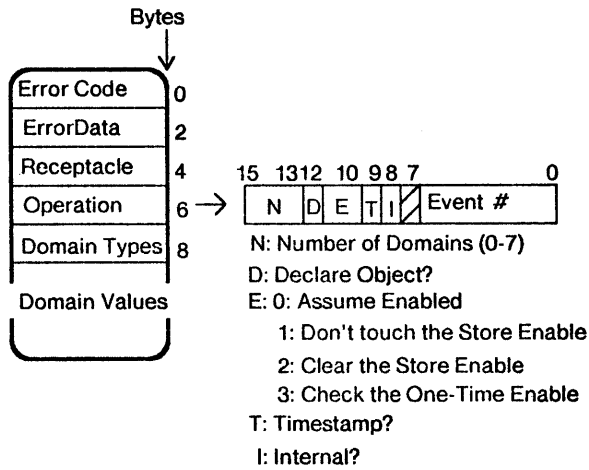 Bytes
Error Code 0
ErrorData 2
Receptacle 4
Operation 6
Domain Types 8
Domain Values
15 13 12 10 9 8 7 0
N D E T I Event #
N: Number of Domains (0-7)
D: Declare Object?
E: 0: Assume Enabled
1: Don't touch the Store Enable
2: Clear the Store Enable
3: Check the One-Time Enable
T: Timestamp?
I: Internal?